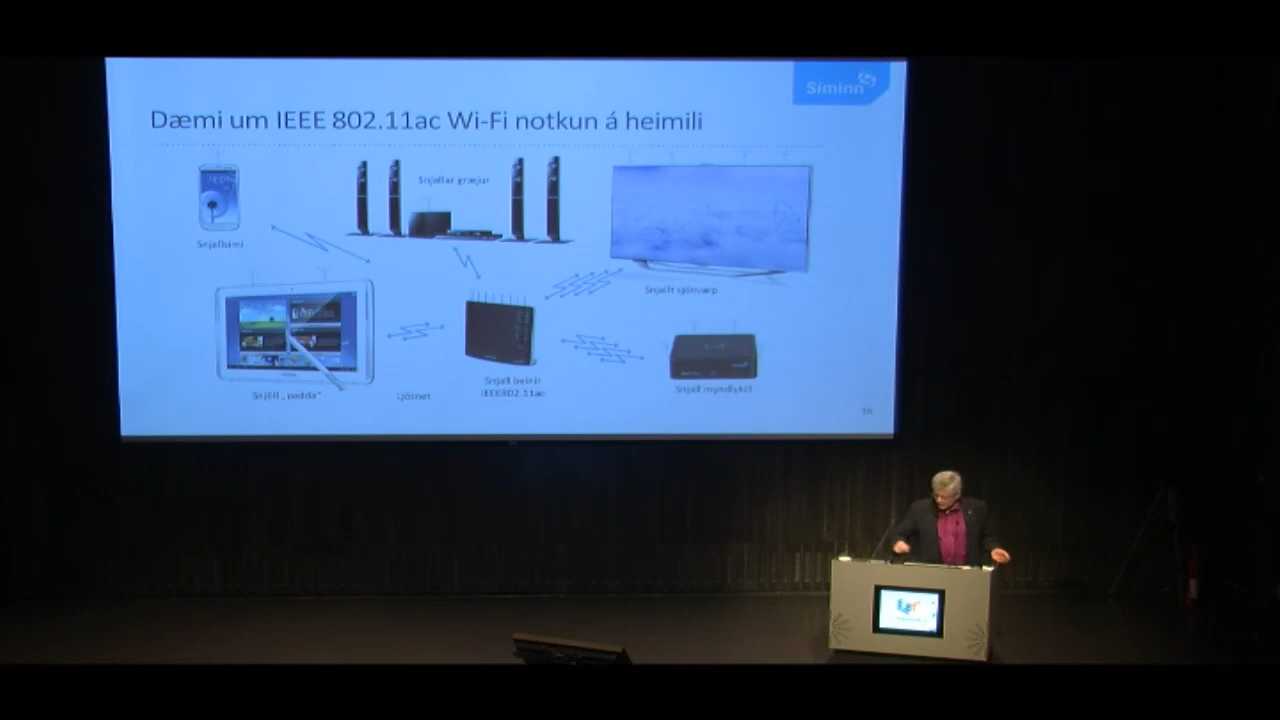 Síminn
Dæmi um IEEE 802.11ac Wi-Fi notkun á heimili
Snjallar græjur
Snjallsími
Snjallt sjónvarp
Snjall beinir
IEEE802.11ac
Snjall myndlykill
Snjöll „padda"
Ljósnet